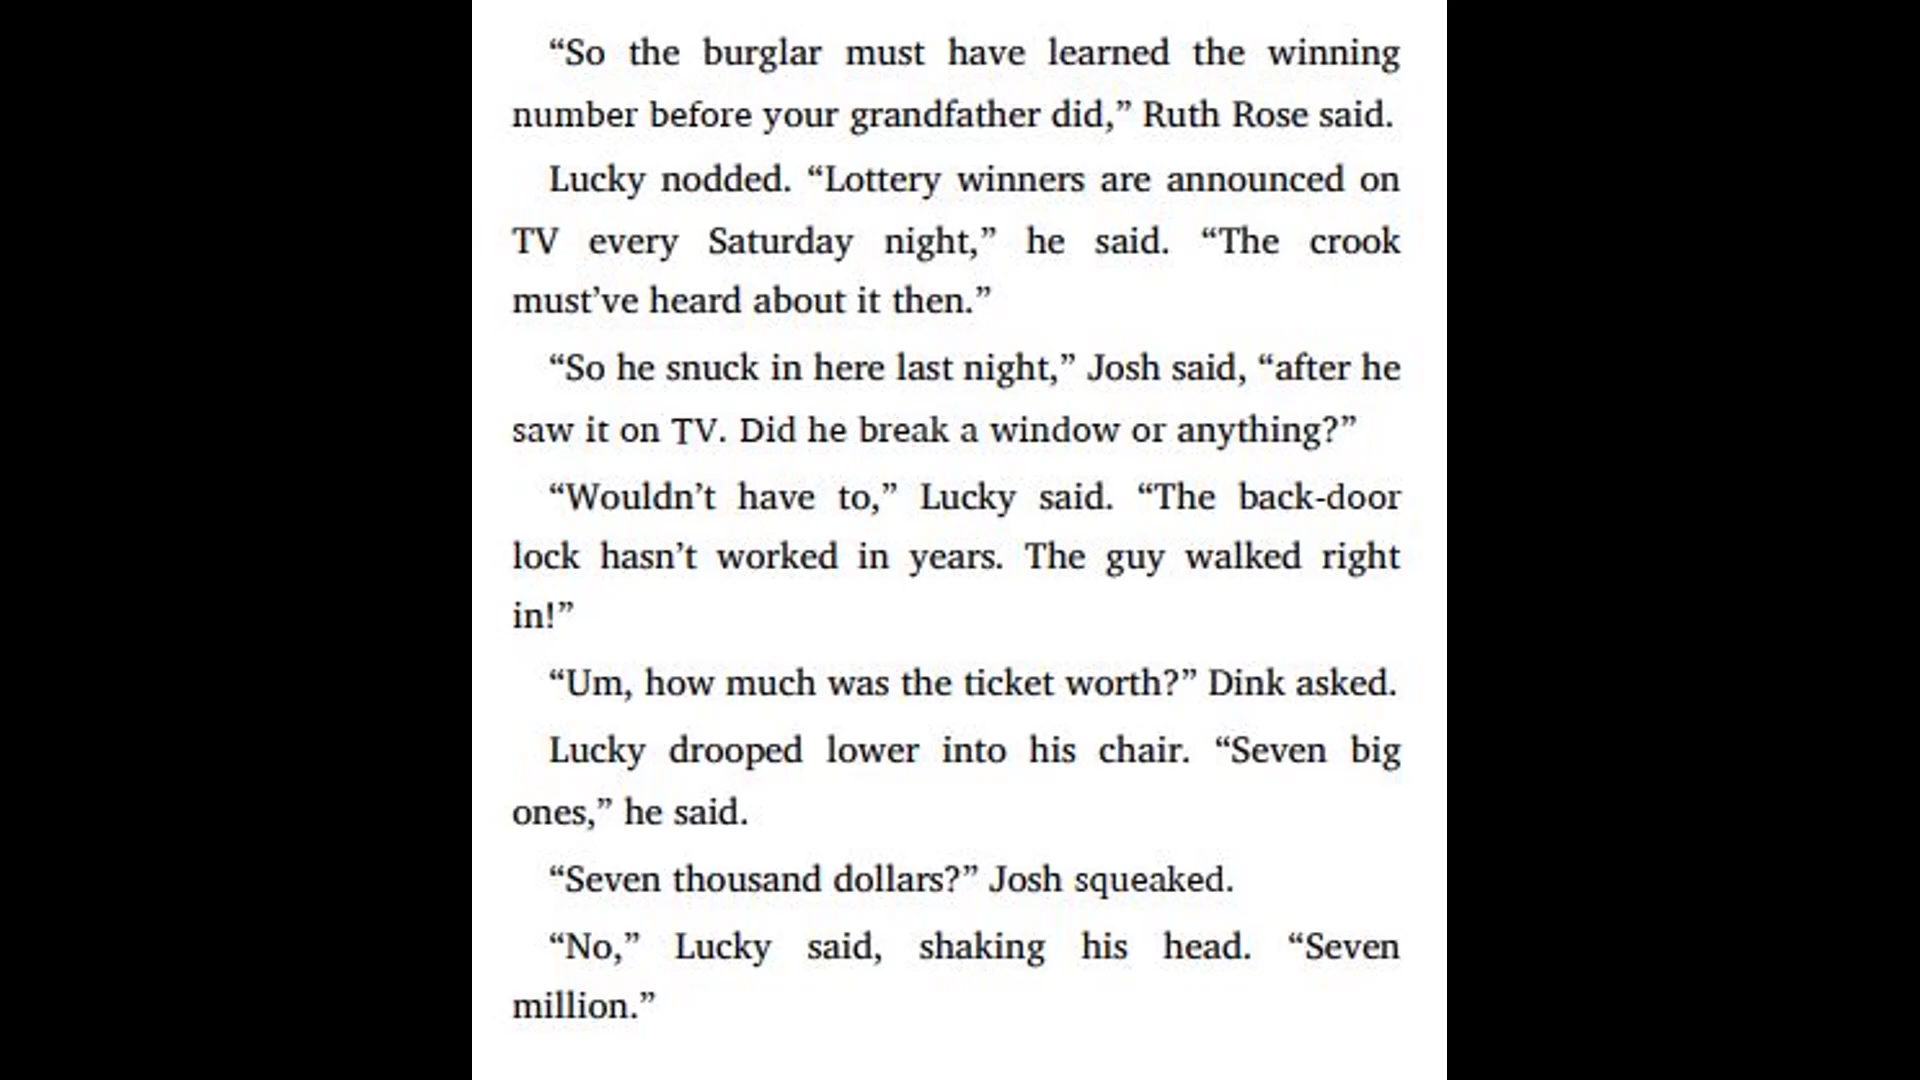 “So the burglar must have learned the winning
number before your grandfather did,” Ruth Rose said.
Lucky nodded. “Lottery winners are announced on
TV every Saturday night,” he said. “The crook
must’ve heard about it then.”
“So he snuck in here last night,” Josh said, “after he
saw it on TV. Did he break a window or anything?”
“Wouldn’t have to,” Lucky said. “The back-door
lock hasn’t worked in years. The guy walked right
in!”
“Um, how much was the ticket worth?” Dink asked.
Lucky drooped lower into his chair. “Seven big
ones,” he said.
“Seven thousand dollars?” Josh squeaked.
“No,” Lucky said, shaking his head. “Seven
million.”